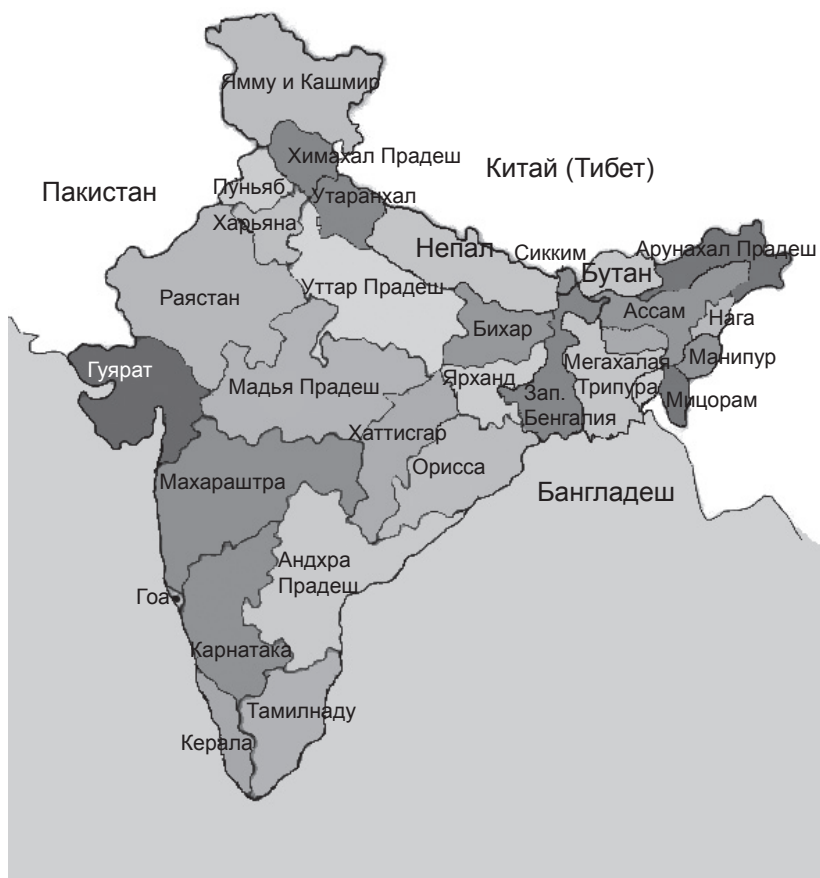 Ямму и Кашмир
Химахал Прадеш
Китай (Тибет)
Пакистан
Пуньяб
Утаранхал
Харьяна
Непал
Сикким
Бутан
Арунахал Прадеш
Раястан
Уттар Прадеш
Бихар
Ассам
Нага
Гуярат
Мадья Прадеш
Ярханд
Мегахалая
Манипур
Трипура
Зап.
Бенгалия
Мицорам
Хаттисгар
Орисса
Махараштра
Бангладеш
Андхра
Прадеш
Гоа
Карнатака
Тамилнаду
Керала